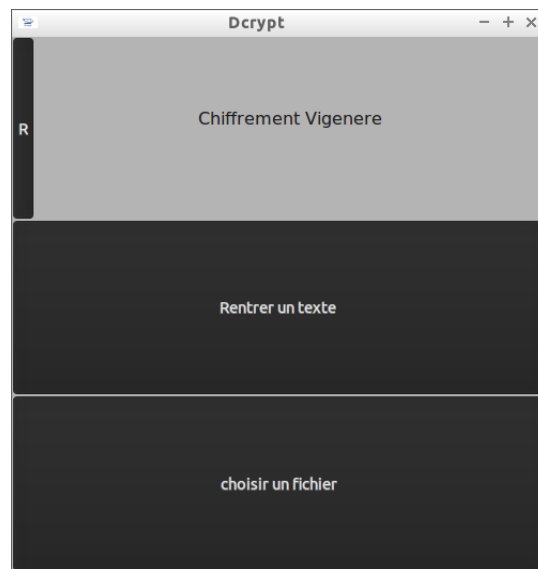 Dcrypt
R
Chiffrement Vigenere
Rentrer un texte
choisir un fichier